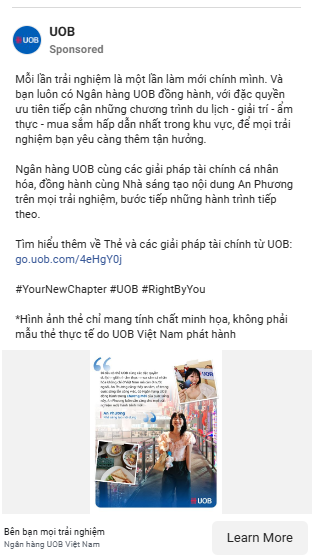 UOB
UOB
Sponsored
Mỗi lần trải nghiệm là một lần làm mới chính mình. Và
bạn luôn có Ngân hàng UOB đồng hành, với đặc quyền
ưu tiên tiếp cận những chương trình du lịch - giải trí - ẩm
thực - mua sắm hấp dẫn nhất trong khu vực, để mọi trải
nghiệm bạn yêu càng thêm tận hưởng.
Ngân hàng UOB cùng các giải pháp tài chính cá nhân
hóa, đồng hành cùng Nhà sáng tạo nội dung An Phương
trên mọi trải nghiệm, bước tiếp những hành trình tiếp
theo.
Tìm hiểu thêm về Thẻ và các giải pháp tài chính từ UOB:
go.uob.com/4eHgY0j
#YourNewChapter #UOB #RightByYou
*Hình ảnh thẻ chỉ mang tính chất minh họa, không phải
mẫu thẻ thực tế do UOB Việt Nam phát hành
UOB
Bên bạn mọi trải nghiệm
Ngân hàng UOB Việt Nam
Learn More